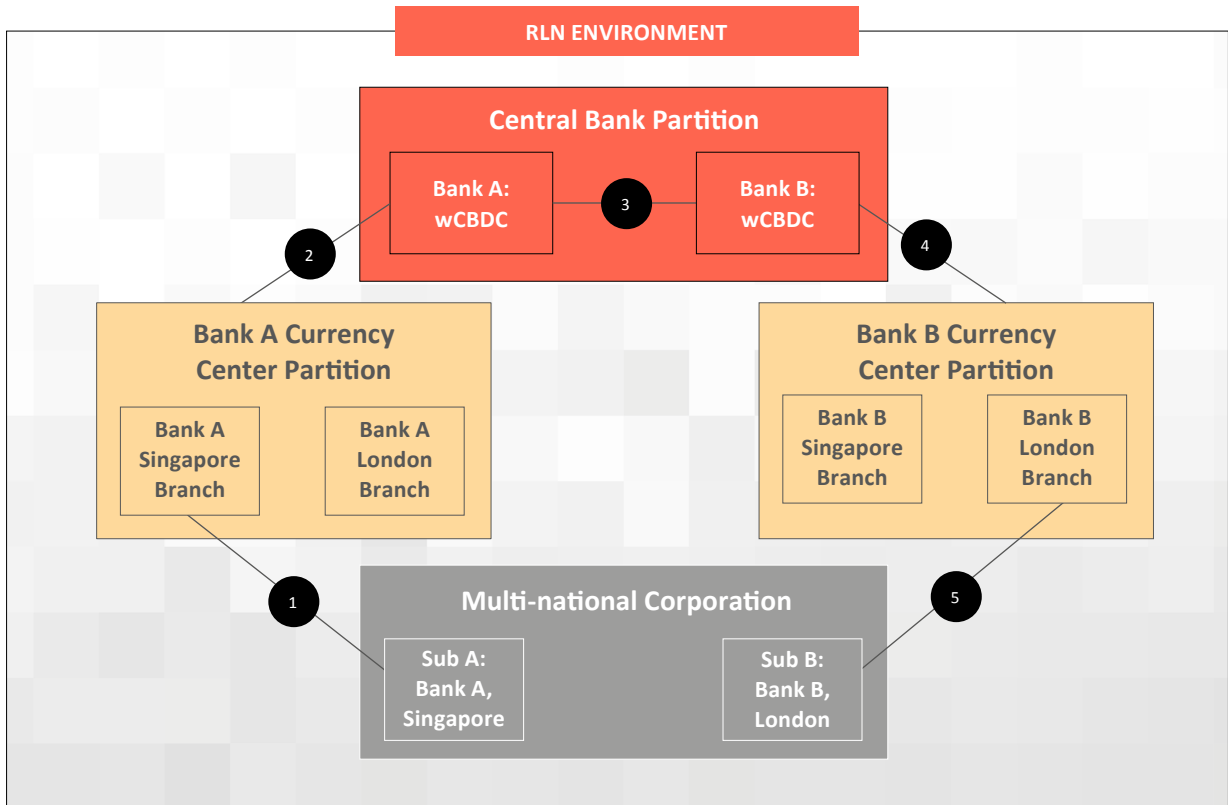 RLN ENVIRONMENT
Central Bank Partition
Bank A:
wCBDC
3
Bank B:
wCBDC
2
4
Bank A Currency
Center Partition
Bank A
Singapore
Branch
Bank A
London
Branch
Bank B Currency
Center Partition
Bank B
Singapore
Branch
Bank B
London
Branch
1
5
Multi-national Corporation
Sub A:
Bank A,
Singapore
Sub B:
Bank B,
London